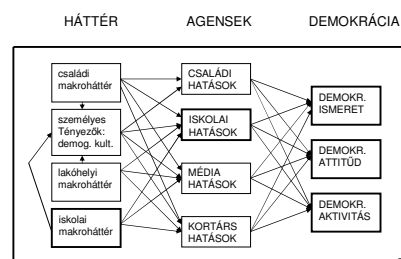 HÁTTÉR
AGENSEK
DEMOKRÁCIA
családi
makroháttér
személyes
Tényezők:
demog. kult.
lakóhelyi
makroháttér
iskolai
makroháttér
CSALÁDI
HATÁSOK
ISKOLAI
HATÁSOK
MÉDIA
HATÁSOK
KORTÁRS
HATÁSOK
DEMOKR.
ISMERET
DEMOKR.
ATTITŰD
DEMOKR.
AKTIVITÁS